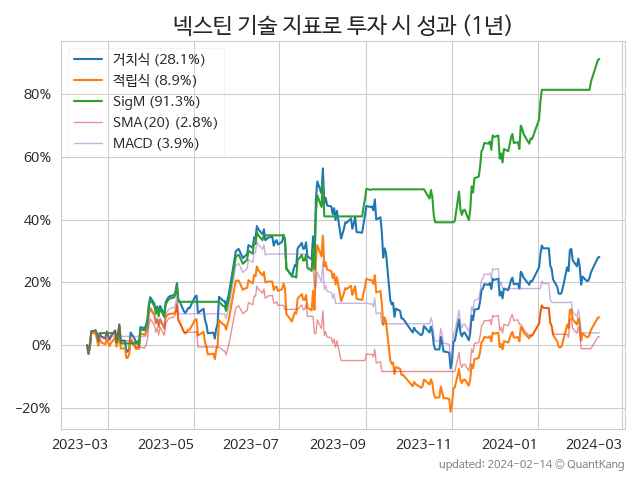 넥스틴 기술 지표로 투자 시 성과 (1년)
거치식 (28.1%)
적립식 (8.9%)
SigM (91.3%)
SMA(20) (2.8%)
MACD (3.9%)
80%
60%
40%
20%
0%
−20%
2023-03 2023-05 2023-07 2023-09 2023-11 2024-01 2024-03
updated: 2024-02-14 © QuantKang